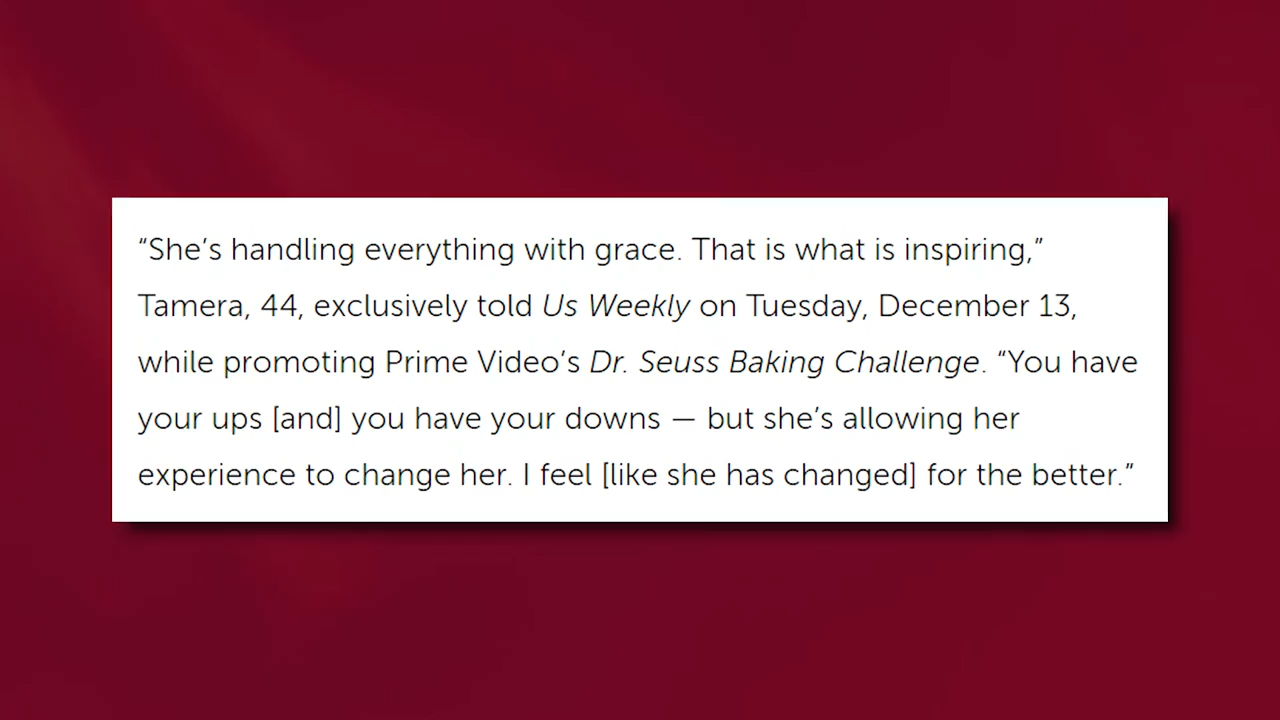 “She’s handling everything with grace. That is what is inspiring,”
Tamera, 44, exclusively told Us Weekly on Tuesday, December 13,
while promoting Prime Video’s Dr. Seuss Baking Challenge. “You have
your ups [and] you have your downs — but she’s allowing her
experience to change her. I feel [like she has changed] for the better.”